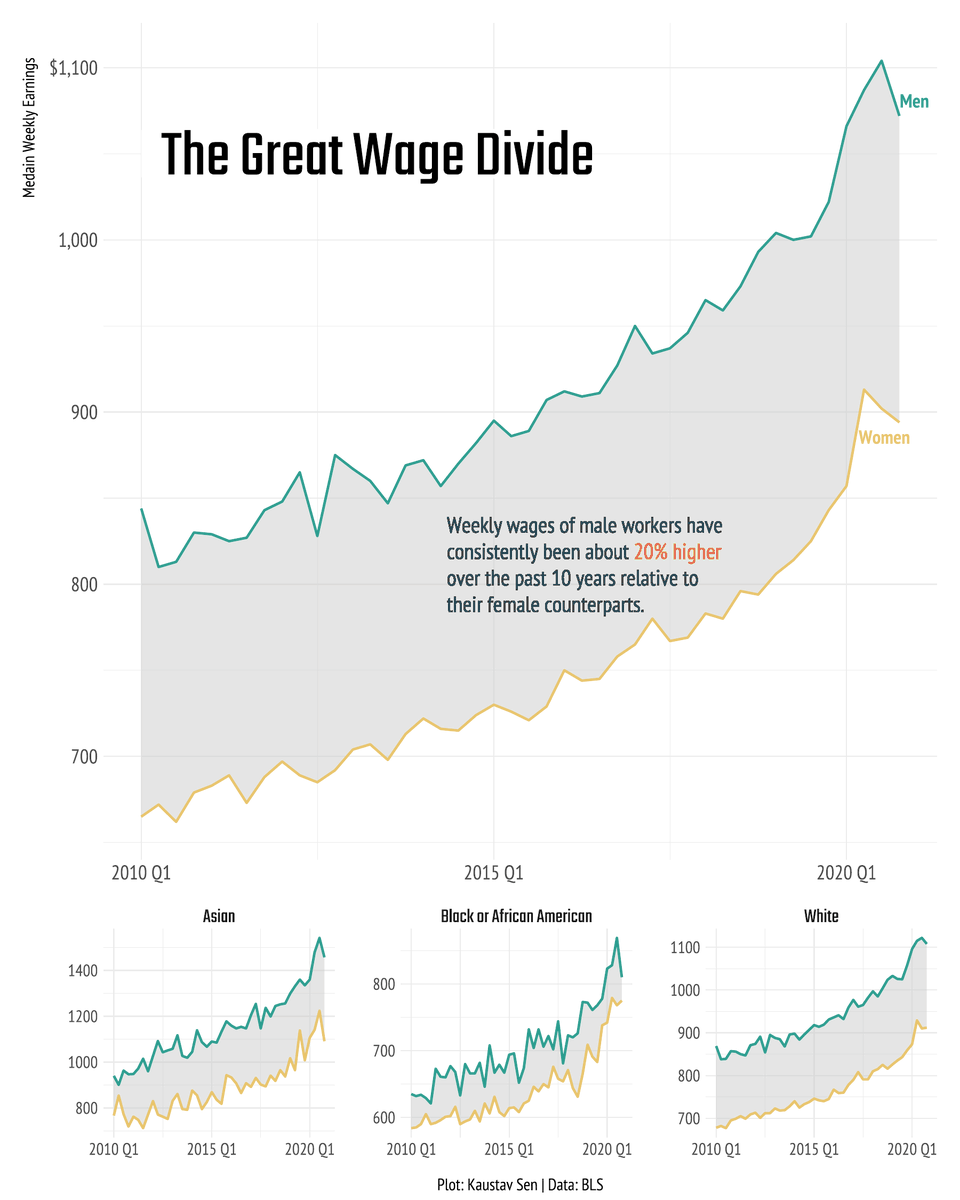 Medain Weekly Earnings
$1,100
1,000
900
800
700
The Great Wage Divide
Men
Women
Weekly wages of male workers have
consistently been about 20% higher
over the past 10 years relative to
their female counterparts.
2010 Q1 2015 Q1 2020 Q1
Asian
1400
1200
1000
800
2010 Q1 2015 Q1 2020 Q1
Black or African American
800
700
600
2010 Q1 2015 Q1 2020 Q1
White
1100
1000
900
800
700
2010 Q1 2015 Q1 2020 Q1
Plot: Kaustav Sen | Data: BLS